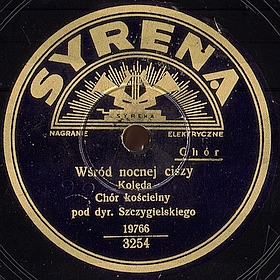 SYRENA
SYRENA
NAGRANIE ELEKTRYCZNE
Chór
Wśród nocnej ciszy
Kolęda
Chór kościelny
pod dyr. Szczygielskiego
19766
3254